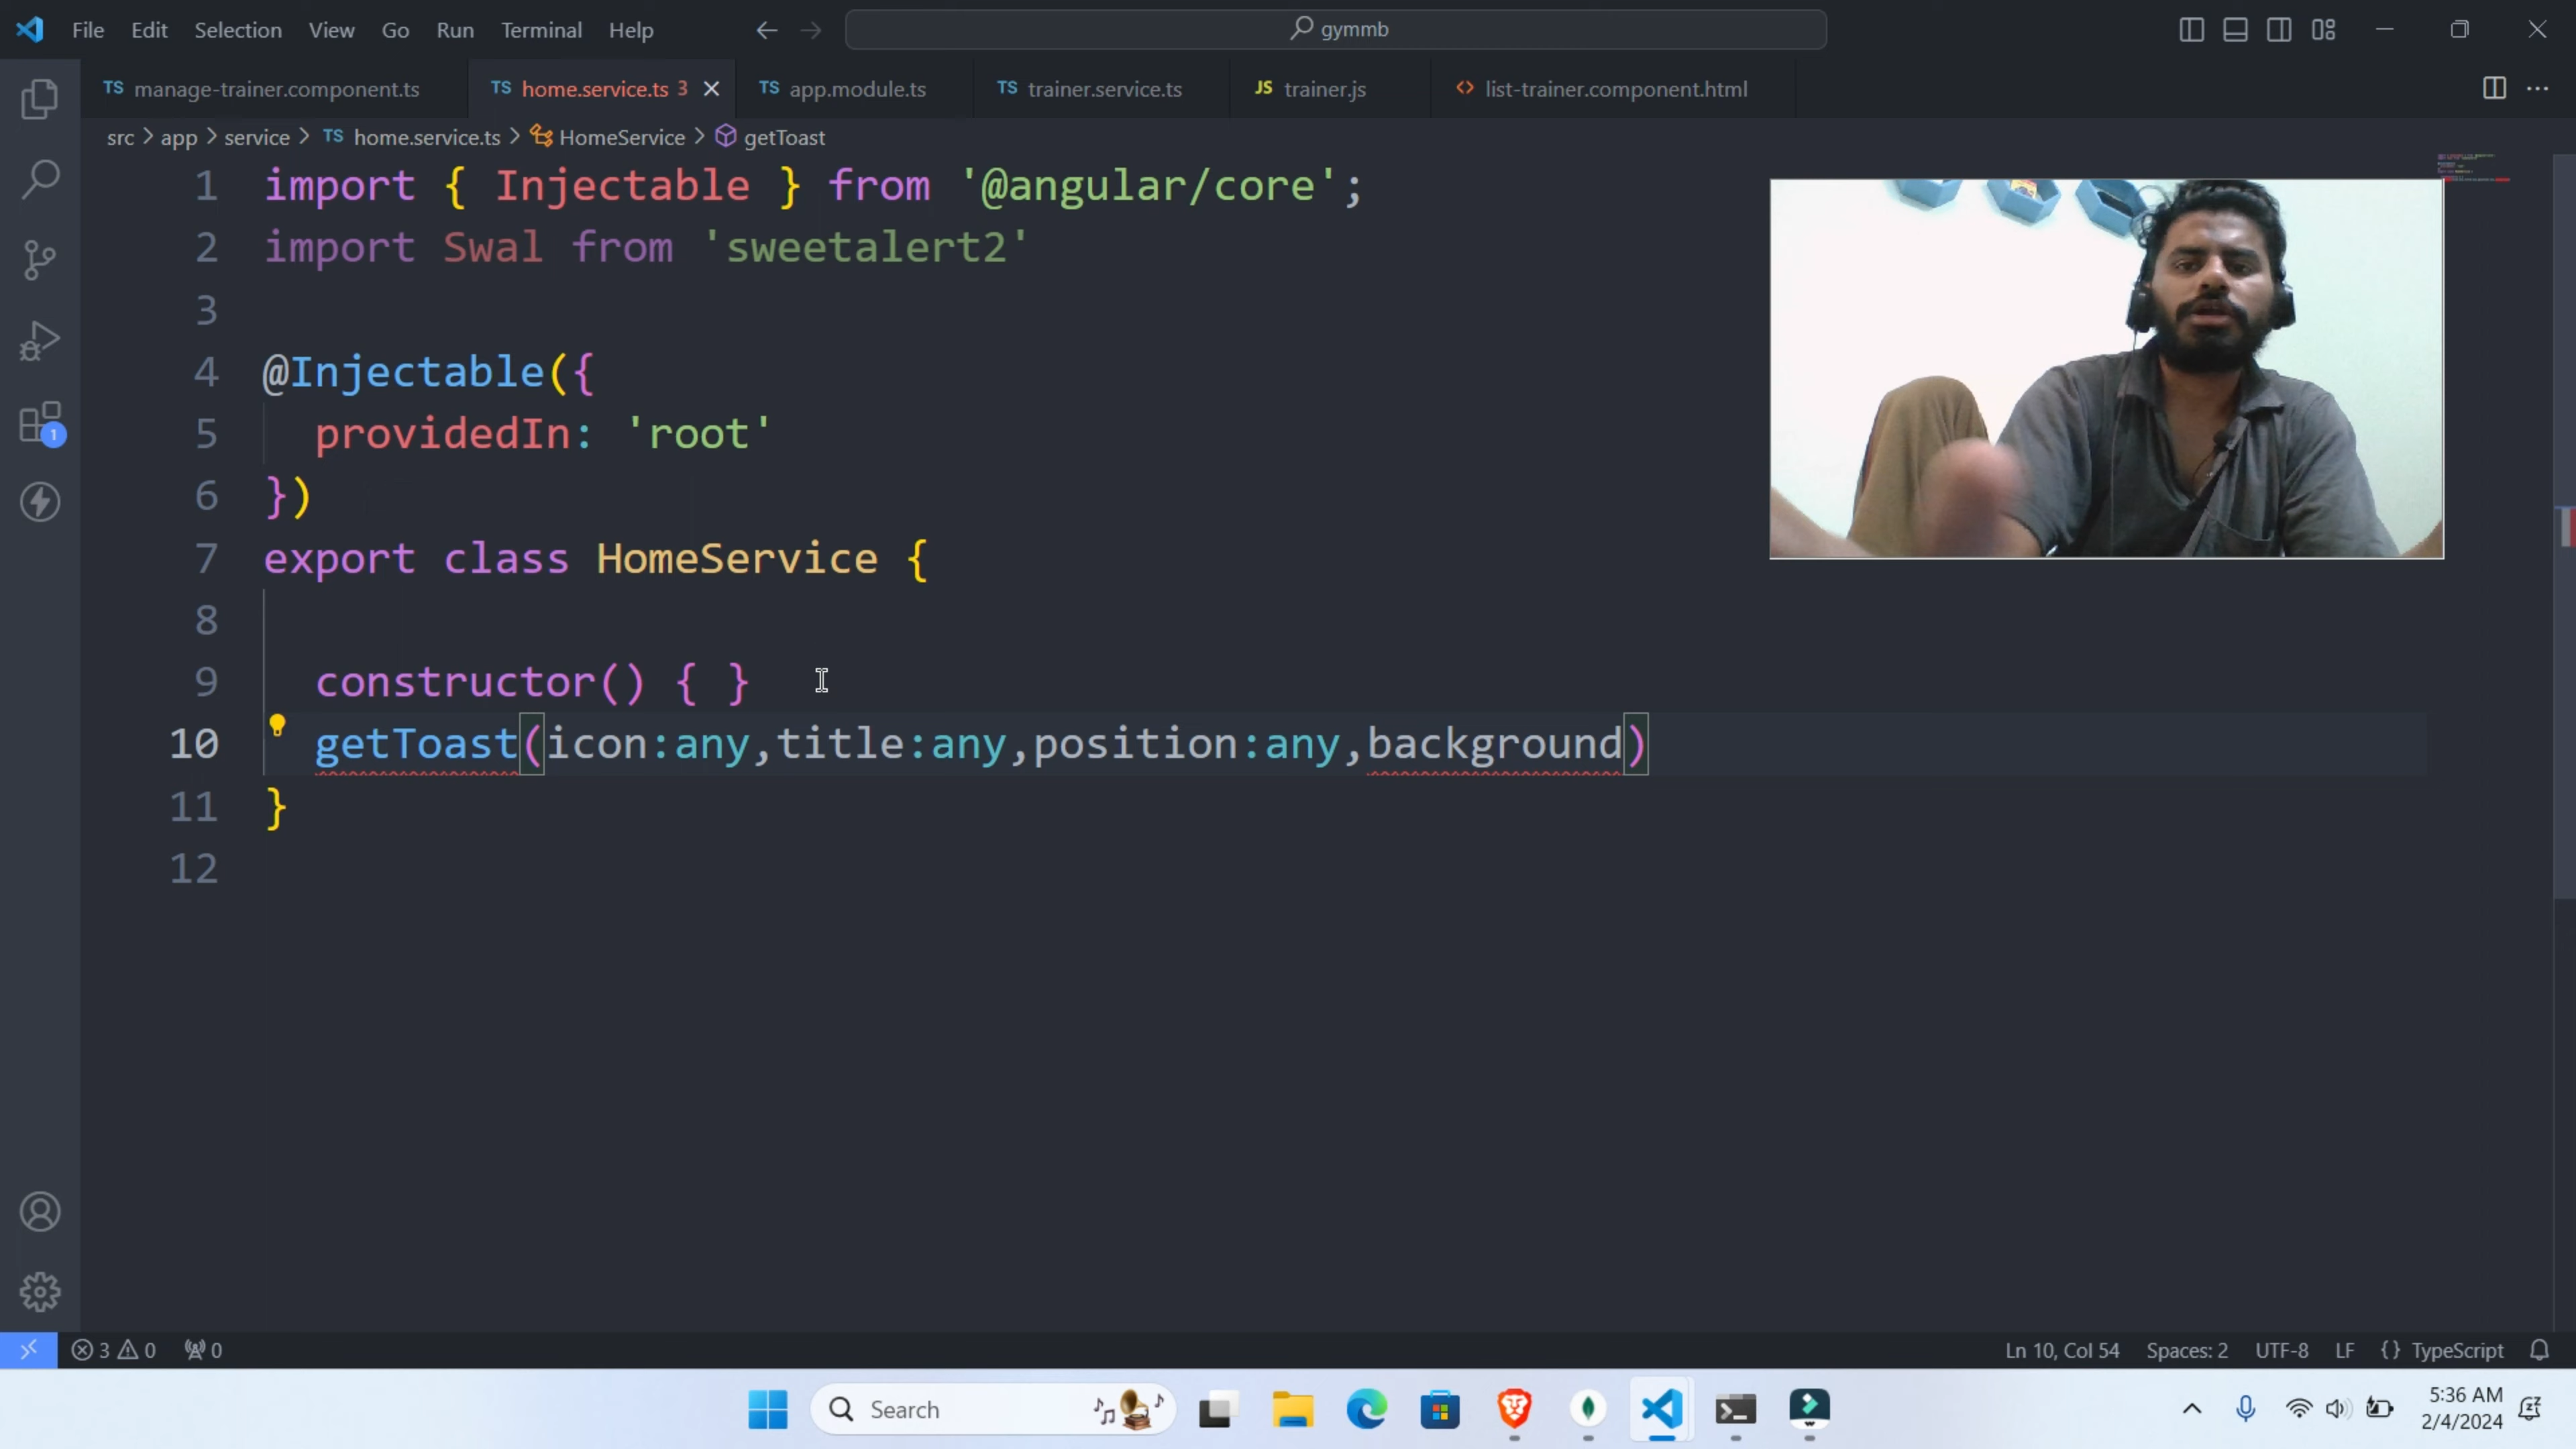 File Edit Selection View Go Run Terminal Help gymmb
TS manage-trainer.component.ts TS home.service.ts 3 TS app.module.ts TS trainer.service.ts JS trainer.js <> list-trainer.component.html
src > app > service > TS home.service.ts > HomeService > getToast
1 import { Injectable } from '@angular/core';
2 import Swal from 'sweetalert2'
3
4 @Injectable({
5 providedIn: 'root'
6 })
7 export class HomeService {
8
9 constructor() { }
10 getToast(icon:any,title:any,position:any,background)
11 }
12
1
3 0 0 Ln 10, Col 54 Spaces: 2 UTF-8 LF {} TypeScript
Search 5:36 AM
2/4/2024